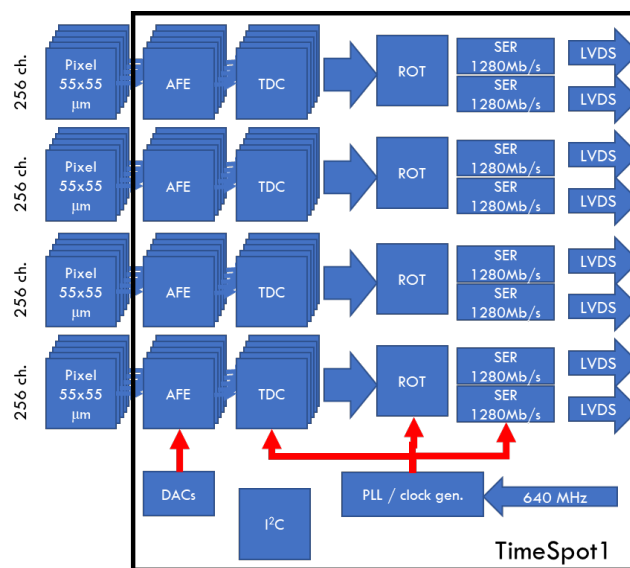 256 ch.
Pixel
55x55
μm
AFE
TDC
ROT
SER
1280Mb/s
SER
1280Mb/s
LVDS
LVDS
256 ch.
Pixel
55x55
μm
AFE
TDC
ROT
SER
1280Mb/s
SER
1280Mb/s
LVDS
LVDS
256 ch.
Pixel
55x55
μm
AFE
TDC
ROT
SER
1280Mb/s
SER
1280Mb/s
LVDS
LVDS
256 ch.
Pixel
55x55
μm
AFE
TDC
ROT
SER
1280Mb/s
SER
1280Mb/s
LVDS
LVDS
DACs
I²C
PLL / clock gen.
640 MHz
TimeSpot1